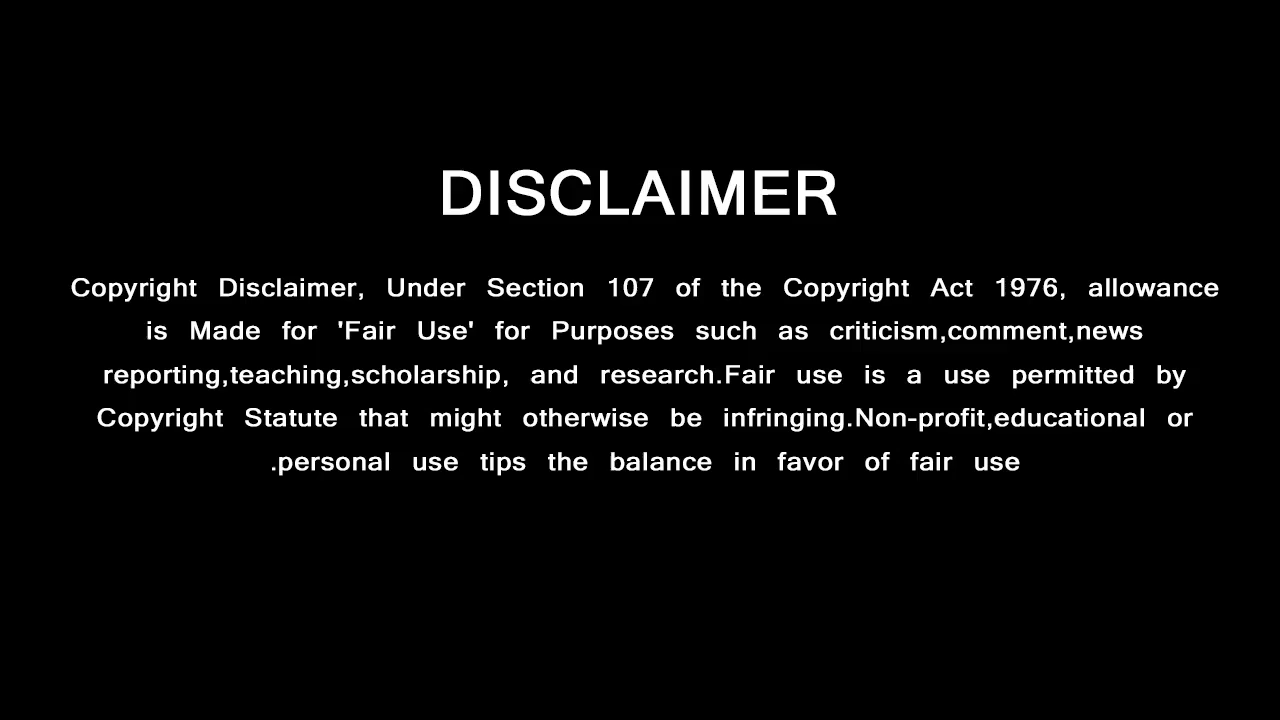 DISCLAIMER
Copyright Disclaimer, Under Section 107 of the Copyright Act 1976, allowance
is Made for 'Fair Use' for Purposes such as criticism,comment,news
reporting,teaching,scholarship, and research.Fair use is a use permitted by
Copyright Statute that might otherwise be infringing.Non-profit,educational or
.personal use tips the balance in favor of fair use